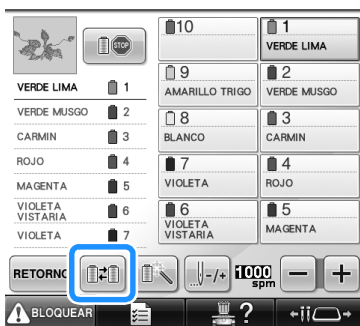 STOP
VERDE LIMA 1
VERDE MUSGO 2
CARMIN 3
ROJO 4
MAGENTA 5
VIOLETA VISTARIA 6
VIOLETA 7
10
1
VERDE LIMA
9
AMARILLO TRIGO
2
VERDE MUSGO
8
BLANCO
3
CARMIN
7
VIOLETA
4
ROJO
6
VIOLETA
VISTARIA
5
MAGENTA
RETORNO
-/+
1000
spm
- +
BLOQUEAR
?